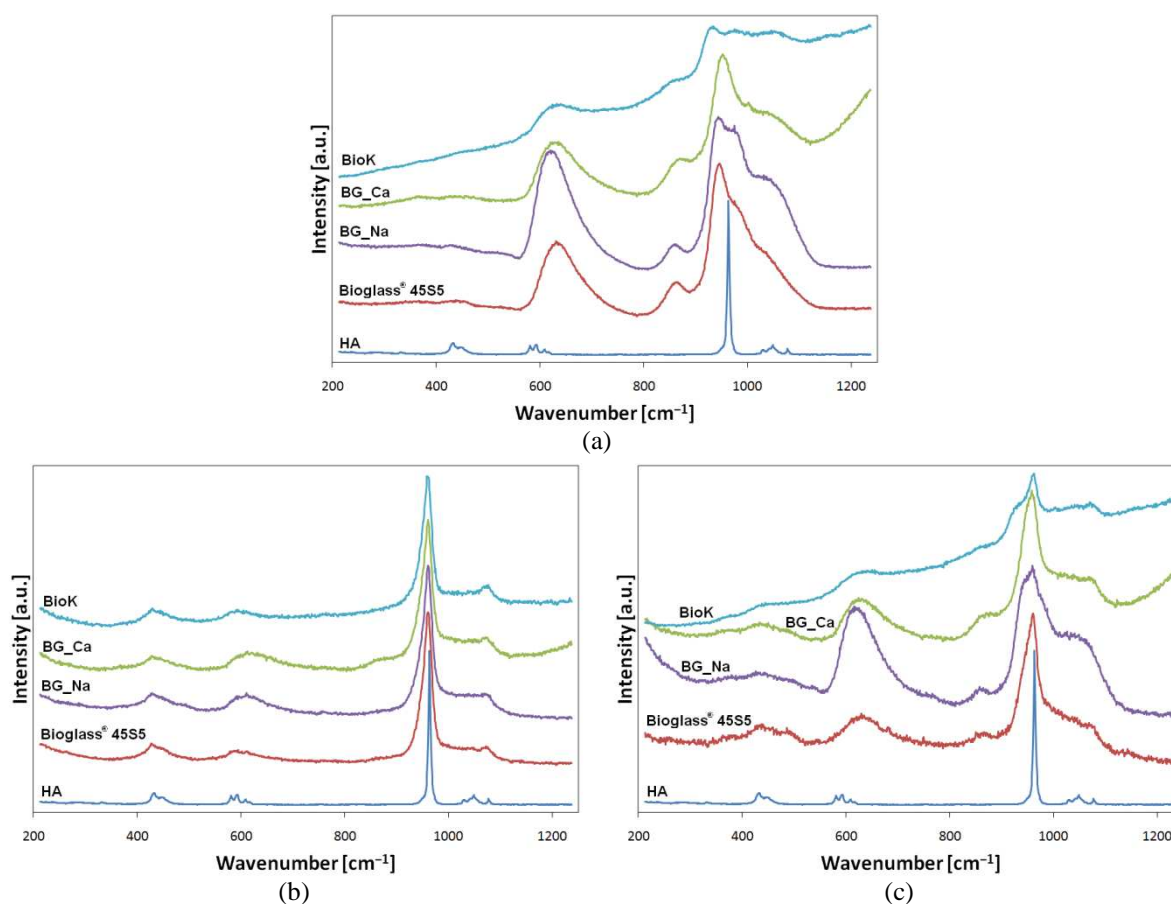 Intensity [a.u.]
BioK
BG_Ca
BG_Na
Bioglass® 45S5
HA
200 400 600 800 1000 1200
Wavenumber [cm⁻¹]
(a)
Intensity [a.u.]
BioK
BG_Ca
BG_Na
Bioglass® 45S5
HA
200 400 600 800 1000 1200
Wavenumber [cm⁻¹]
(b)
Intensity [a.u.]
BioK
BG_Ca
BG_Na
Bioglass® 45S5
HA
200 400 600 800 1000 1200
Wavenumber [cm⁻¹]
(c)